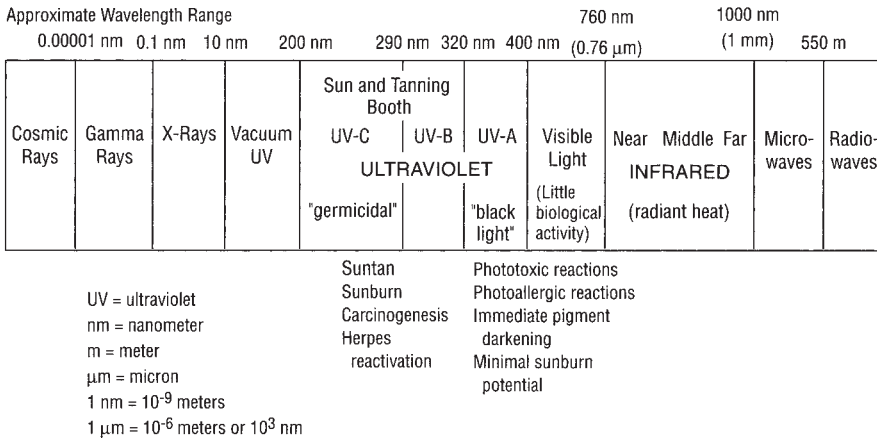 Approximate Wavelength Range
760 nm 1000 nm
0.00001 nm 0.1 nm 10 nm 200 nm 290 nm 320 nm 400 nm (0.76 µm) (1 mm) 550 m
Sun and Tanning
Booth
Cosmic Gamma X-Rays Vacuum UV-C UV-B UV-A Visible Near Middle Far Micro- Radio-
Rays Rays UV Light waves waves
ULTRAVIOLET INFRARED
(Little
"germicidal" "black biological (radiant heat)
light" activity)
Suntan Phototoxic reactions
Sunburn Photoallergic reactions
Carcinogenesis Immediate pigment
Herpes darkening
reactivation Minimal sunburn
potential
UV = ultraviolet
nm = nanometer
m = meter
µm = micron
1 nm = 10⁻⁹ meters
1 µm = 10⁻⁶ meters or 10³ nm